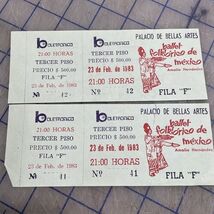 boletronico
21:00 HORAS
TERCER PISO
PRECIO $ 500.00
FILA "F"
23 de Feb. de 1983
No 42
boletronico
TERCER PISO
PRECIO $ 500.00
23 de Feb. de 1983
21:00 HORAS
No 42
PALACIO DE BELLAS ARTES
ballet
folklórico de
méxico
Amalia Hernández
FILA "F"
boletronico
21:00 HORAS
TERCER PISO
PRECIO $ 500.00
FILA "F"
23 de Feb. de 1983
No 41
boletronico
TERCER PISO
PRECIO $ 500.00
23 de Feb. de 1983
21:00 HORAS
No 41
PALACIO DE BELLAS ARTES
ballet
folklórico de
méxico
Amalia Hernández
FILA "F"